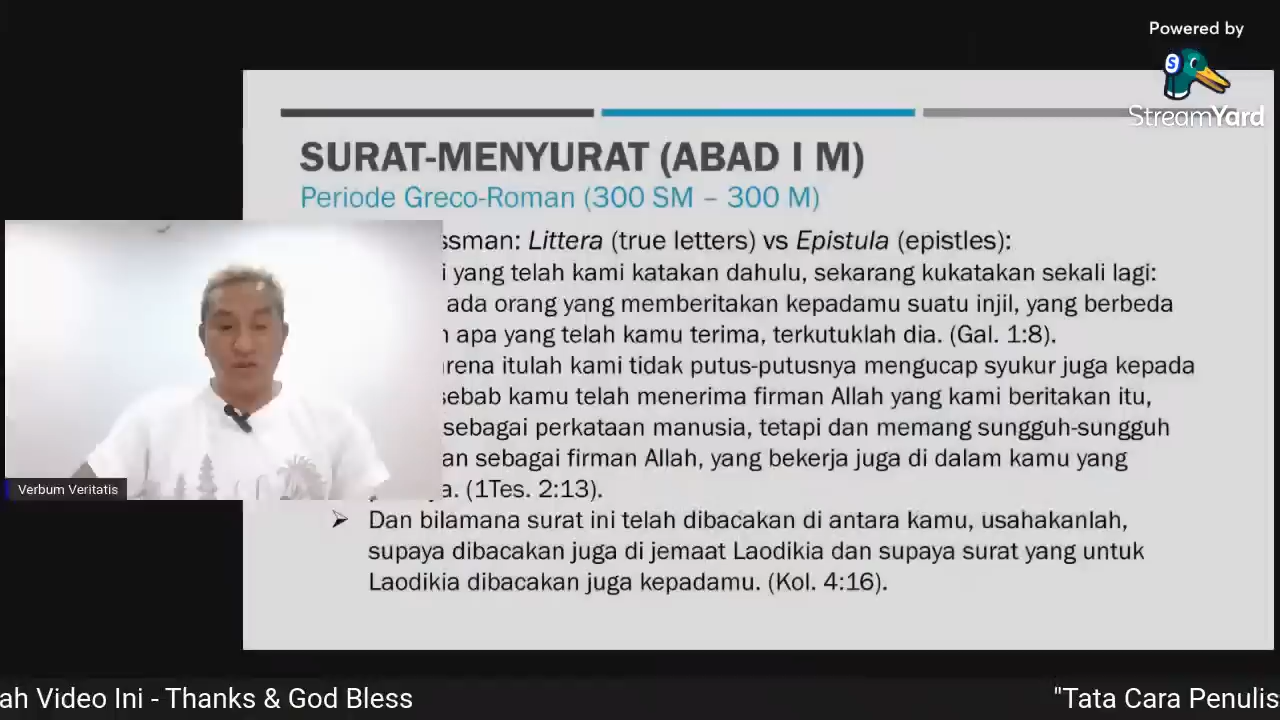 Powered by
StreamYard
SURAT-MENYURAT (ABAD I M)
Periode Greco-Roman (300 SM – 300 M)
Littera (true letters) vs Epistula (epistles):
yang telah kami katakan dahulu, sekarang kukatakan sekali lagi:
ada orang yang memberitakan kepadamu suatu injil, yang berbeda
apa yang telah kamu terima, terkutuklah dia. (Gal. 1:8).
itulah kami tidak putus-putusnya mengucap syukur juga kepada
sebab kamu telah menerima firman Allah yang kami beritakan itu,
sebagai perkataan manusia, tetapi dan memang sungguh-sungguh
sebagai firman Allah, yang bekerja juga di dalam kamu yang
(1Tes. 2:13).
➢ Dan bilamana surat ini telah dibacakan di antara kamu, usahakanlah,
supaya dibacakan juga di jemaat Laodikia dan supaya surat yang untuk
Laodikia dibacakan juga kepadamu. (Kol. 4:16).
Verbum Veritatis
ah Video Ini - Thanks & God Bless
"Tata Cara Penulis